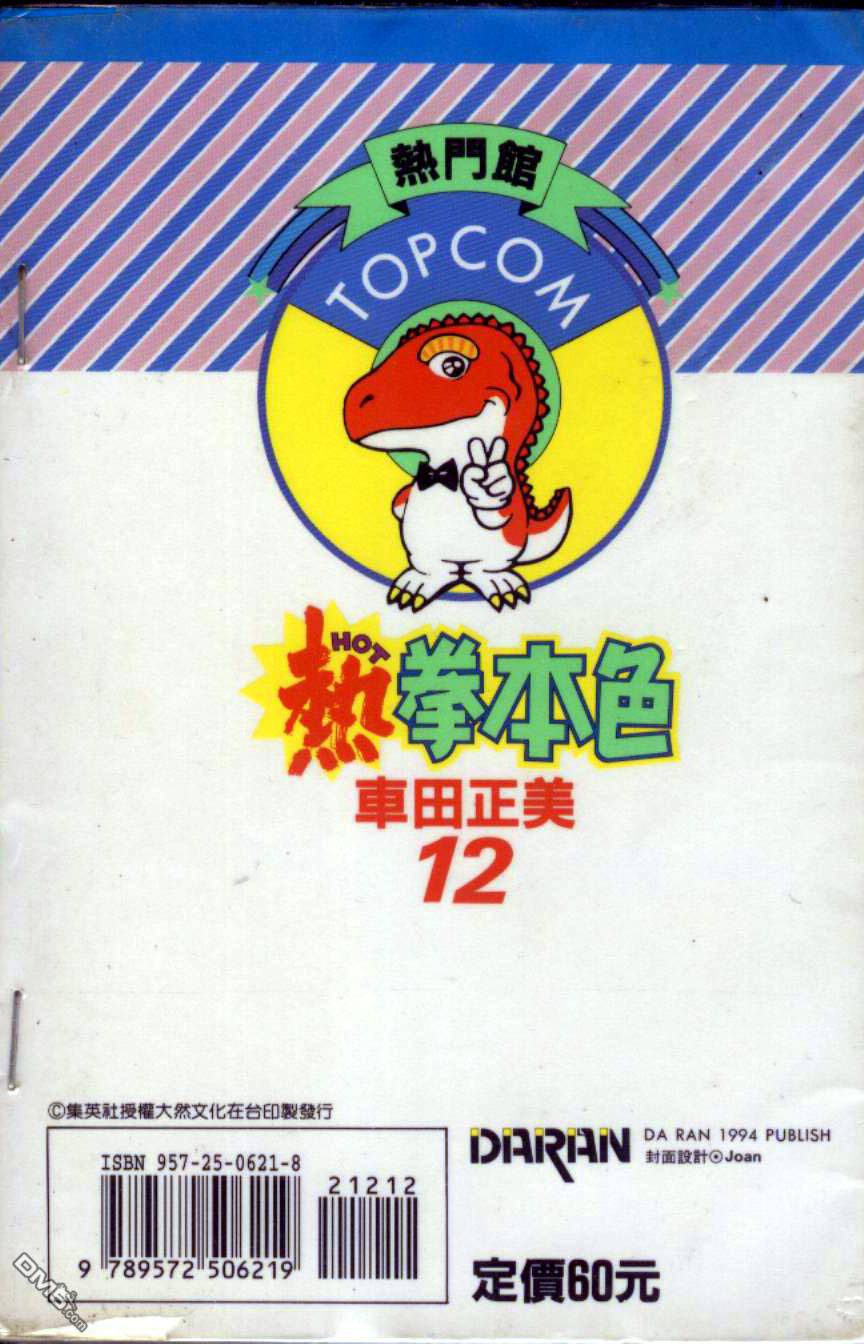 熱門館
TOPCOM
HOT
熱拳本色
車田正美
12
©集英社授權大然文化在台印製發行
ISBN 957-25-0621-8
21212
9 789572 506219
DARAN
DA RAN 1994 PUBLISH
封面設計⊙Joan
定價60元